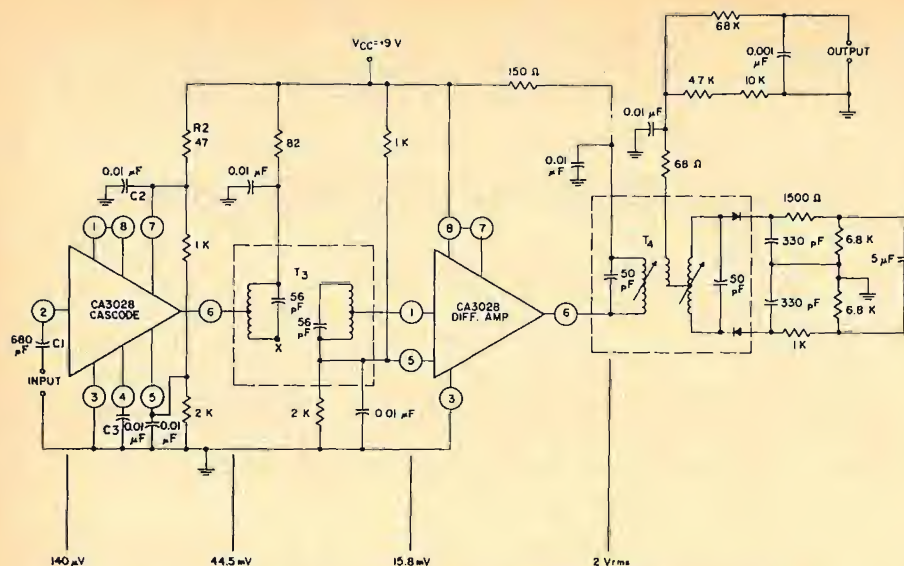 VCC=+9 V
150 Ω
68 K
0.001 μF
OUTPUT
47 K
10 K
R2
47
82
1 K
0.01 μF
0.01 μF
0.01 μF
0.01 μF
C2
68 Ω
1 8 7
1 K
T3
56 pF
56 pF
X
8 7
T4
50 pF
50 pF
1500 Ω
330 pF
330 pF
6.8 K
6.8 K
5 μF
1 K
2
CA3028
CASCODE
6
1
CA3028
DIFF. AMP
6
5
3
680 μF
C1
INPUT
3 4 5
C3
0.01 μF
0.01 μF
2 K
2 K
0.01 μF
140 μV
44.5 mV
15.8 mV
2 Vrms